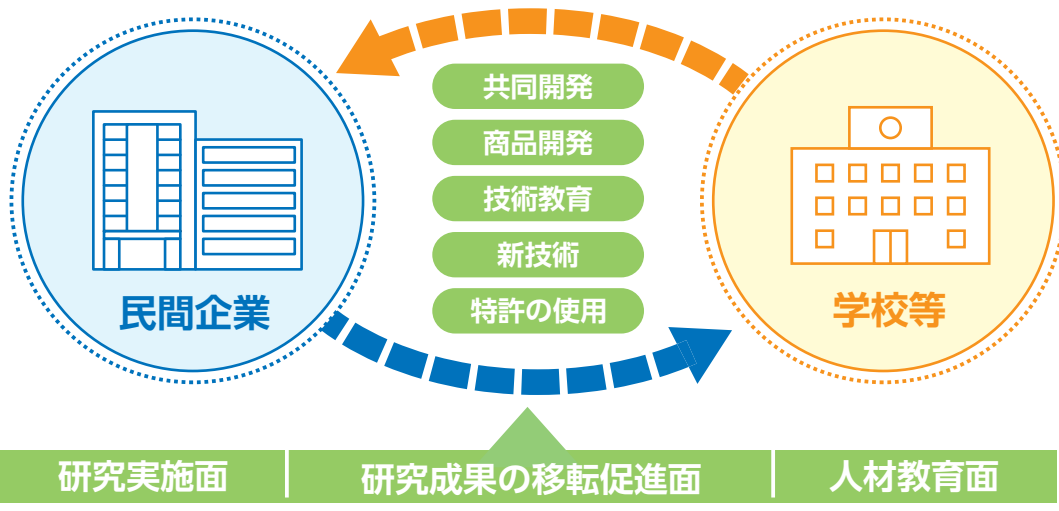 共同開発
商品開発
技術教育
新技術
特許の使用
民間企業
学校等
研究実施面
研究成果の移転促進面
人材教育面